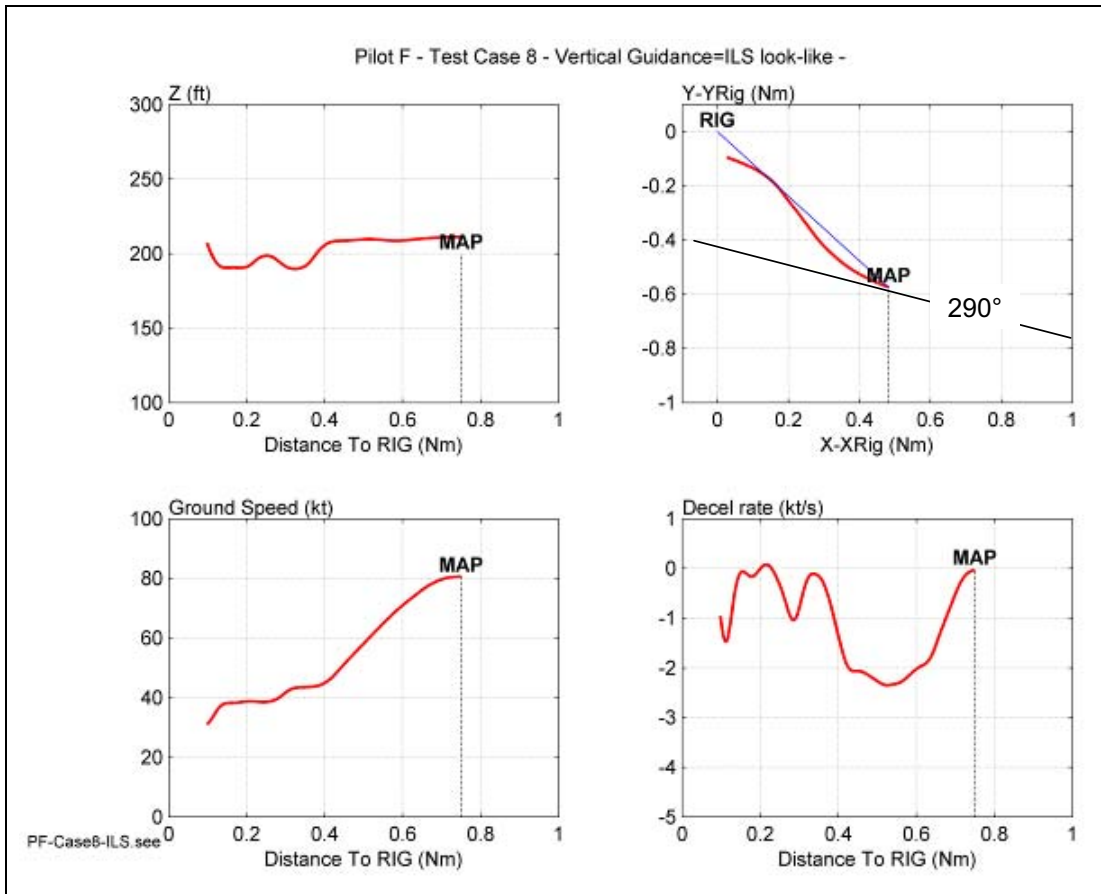 Pilot F - Test Case 8 - Vertical Guidance=ILS look-like -
Z (ft)
300
250
200
150
100
MAP
0 0.2 0.4 0.6 0.8 1
Distance To RIG (Nm)
Y-YRig (Nm)
RIG
0
-0.2
-0.4
-0.6
-0.8
-1
MAP
290°
0 0.2 0.4 0.6 0.8 1
X-XRig (Nm)
Ground Speed (kt)
100
80
60
40
20
0
MAP
0 0.2 0.4 0.6 0.8 1
Distance To RIG (Nm)
Decel rate (kt/s)
1
0
-1
-2
-3
-4
-5
MAP
0 0.2 0.4 0.6 0.8 1
Distance To RIG (Nm)
PF-Case8-ILS.see